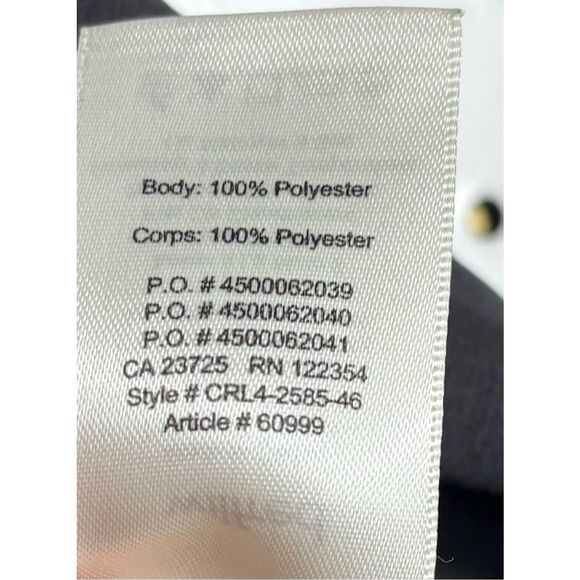 Body: 100% Polyester
Corps: 100% Polyester
P.O. # 4500062039
P.O. # 4500062040
P.O. # 4500062041
CA 23725 RN 122354
Style # CRL4-2585-46
Article # 60999